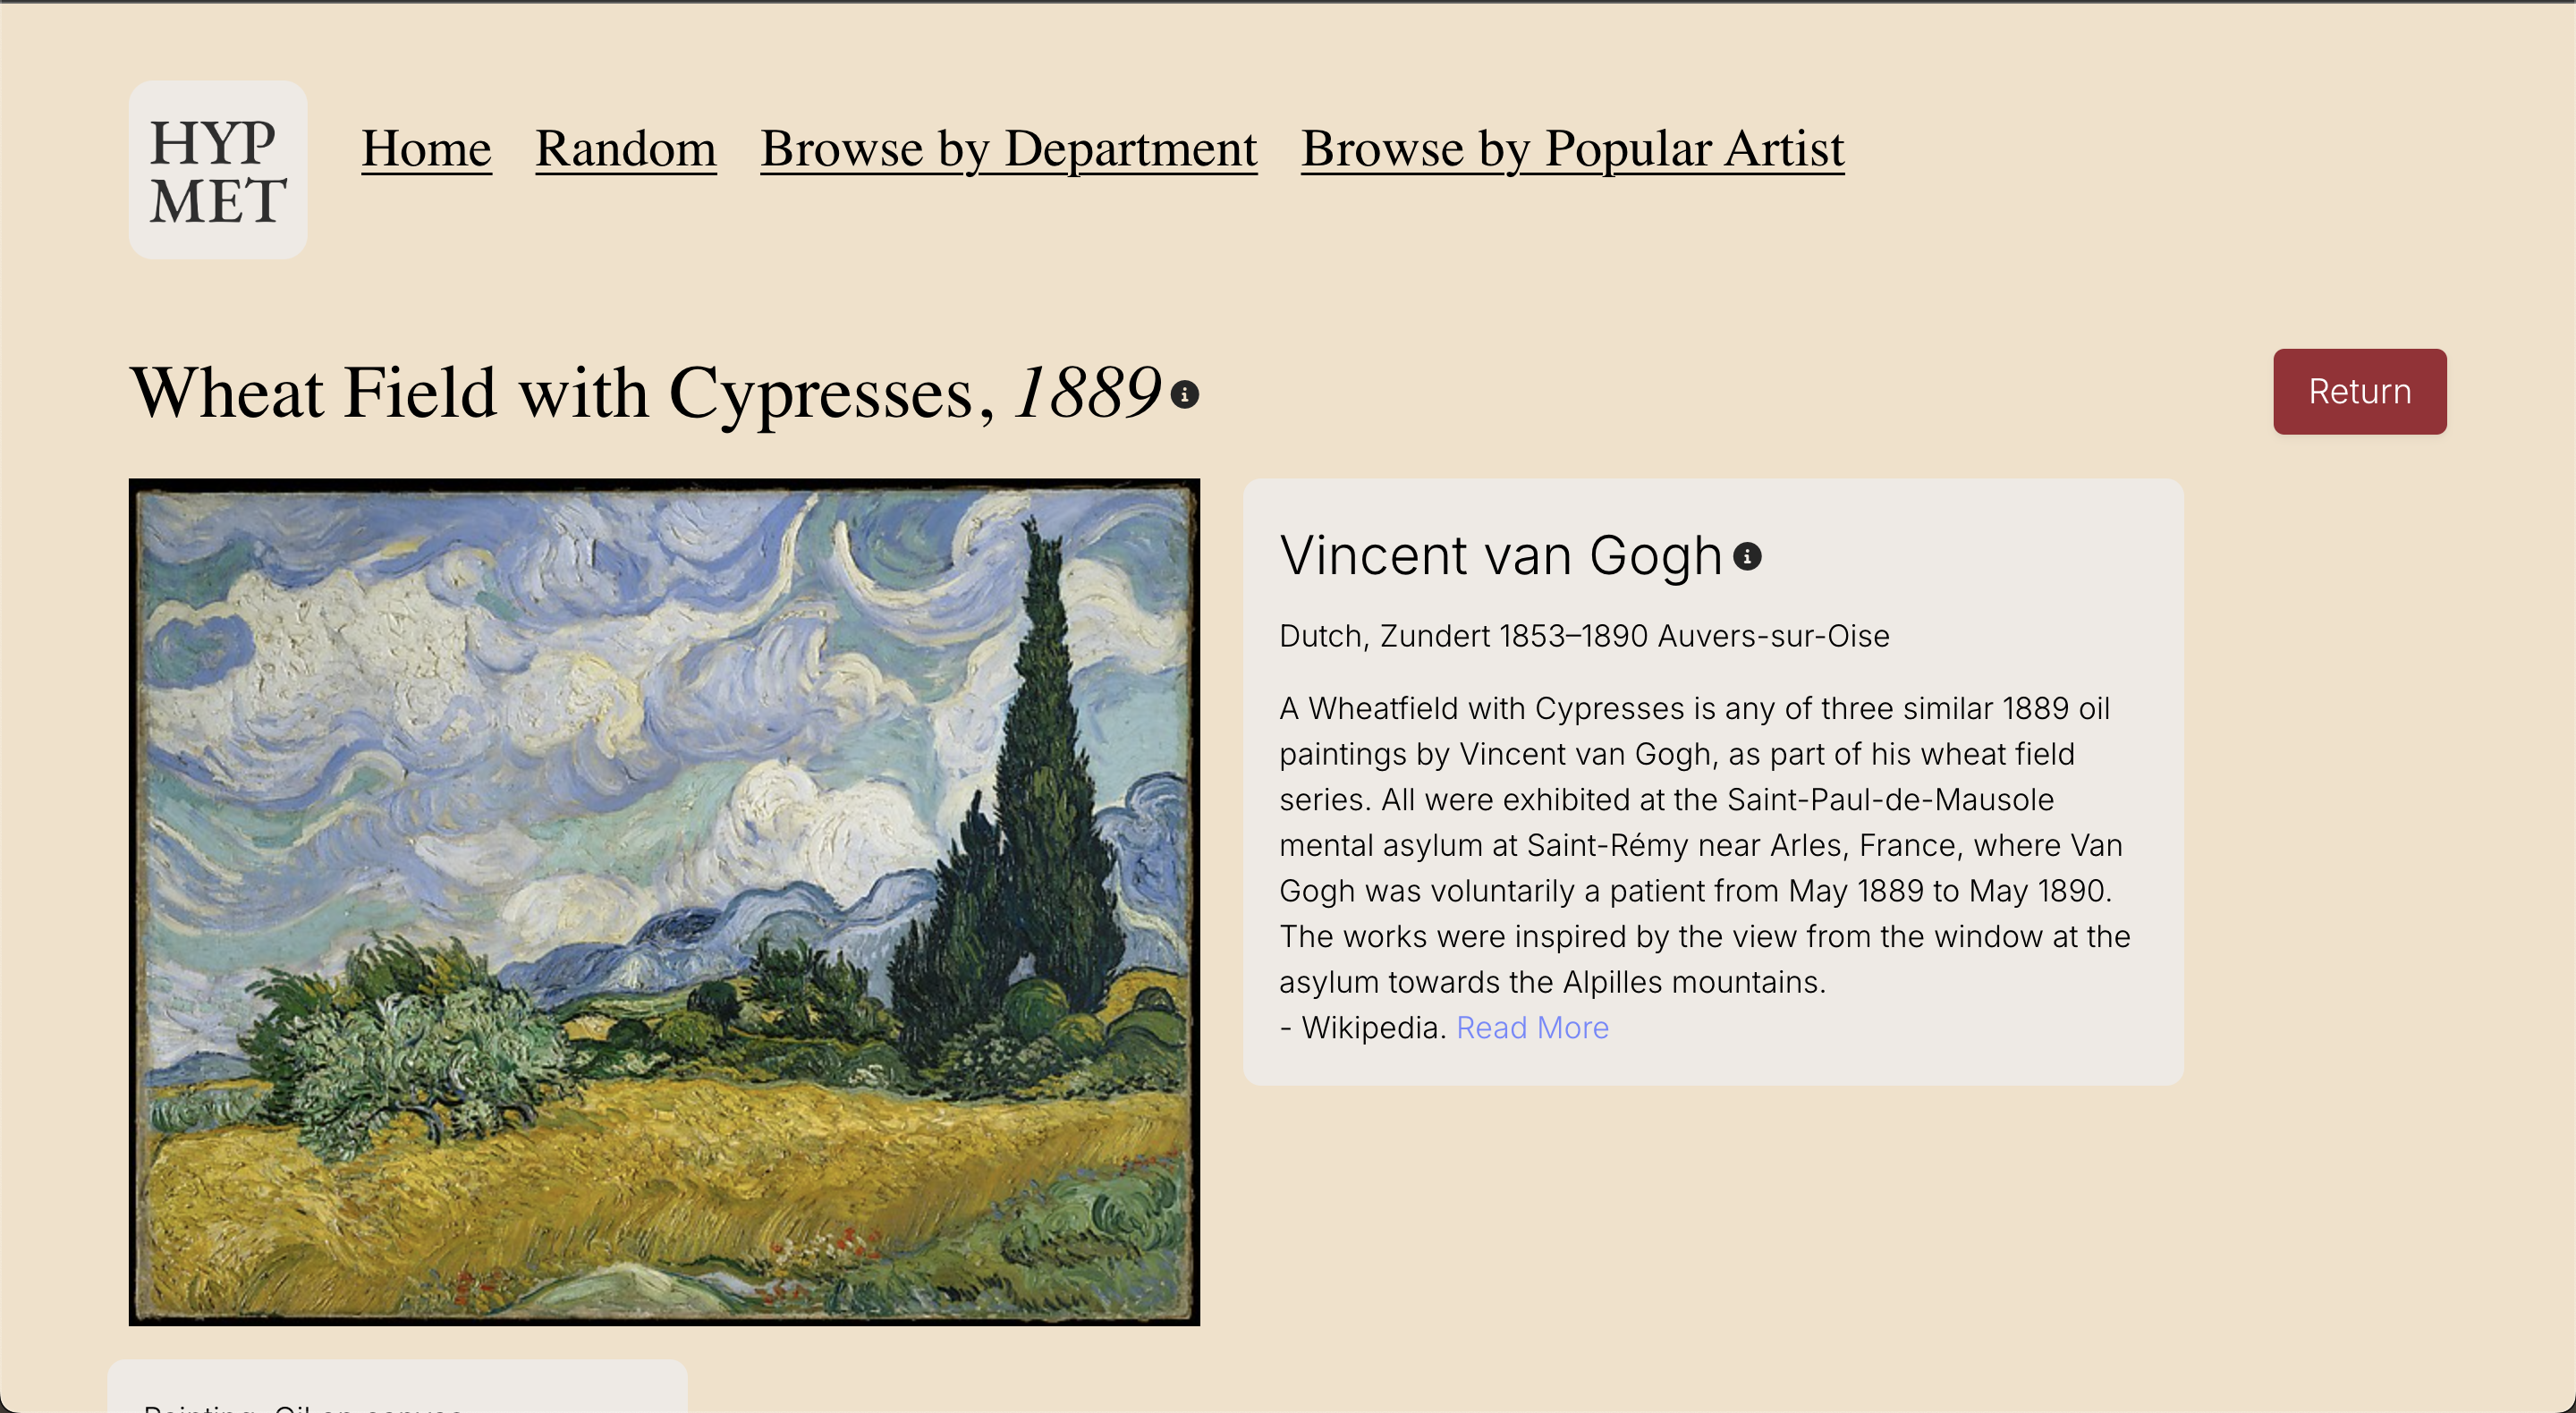 HYP
MET
Home Random Browse by Department Browse by Popular Artist
Wheat Field with Cypresses, 1889
Return
Vincent van Gogh
Dutch, Zundert 1853–1890 Auvers-sur-Oise
A Wheatfield with Cypresses is any of three similar 1889 oil
paintings by Vincent van Gogh, as part of his wheat field
series. All were exhibited at the Saint-Paul-de-Mausole
mental asylum at Saint-Rémy near Arles, France, where Van
Gogh was voluntarily a patient from May 1889 to May 1890.
The works were inspired by the view from the window at the
asylum towards the Alpilles mountains.
- Wikipedia. Read More